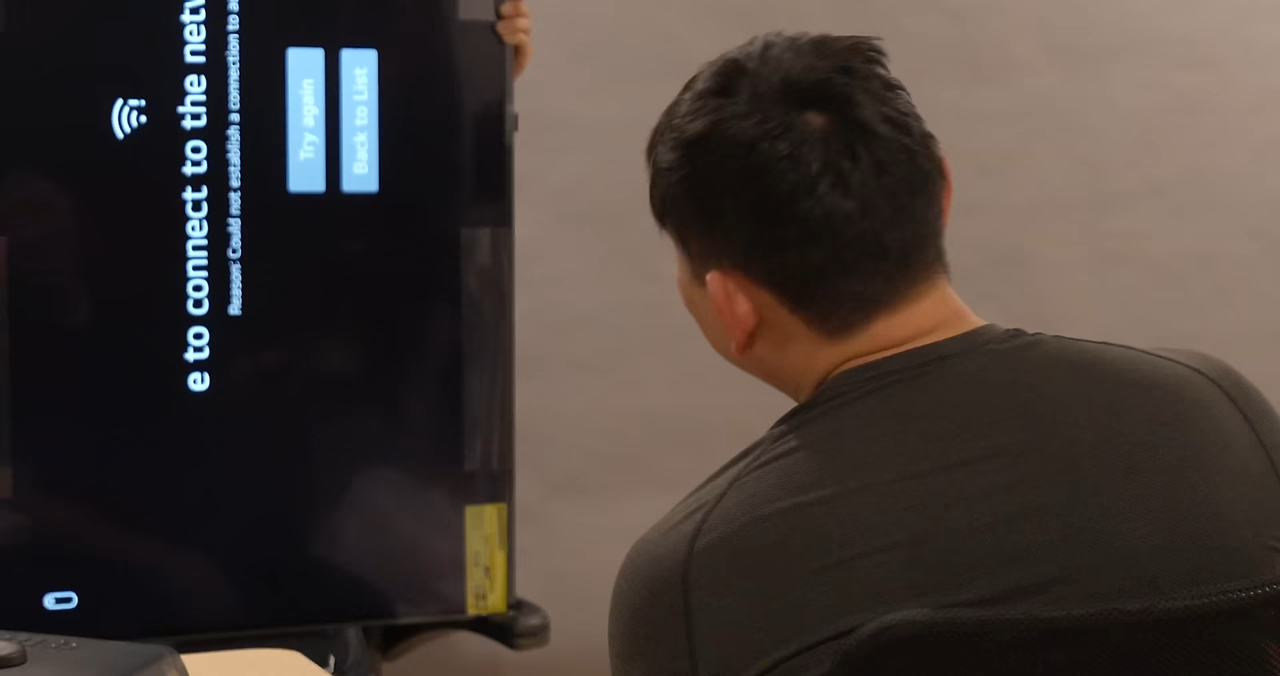 e to connect to the netw
Reason: Could not establish a connection to a
Try again
Back to List